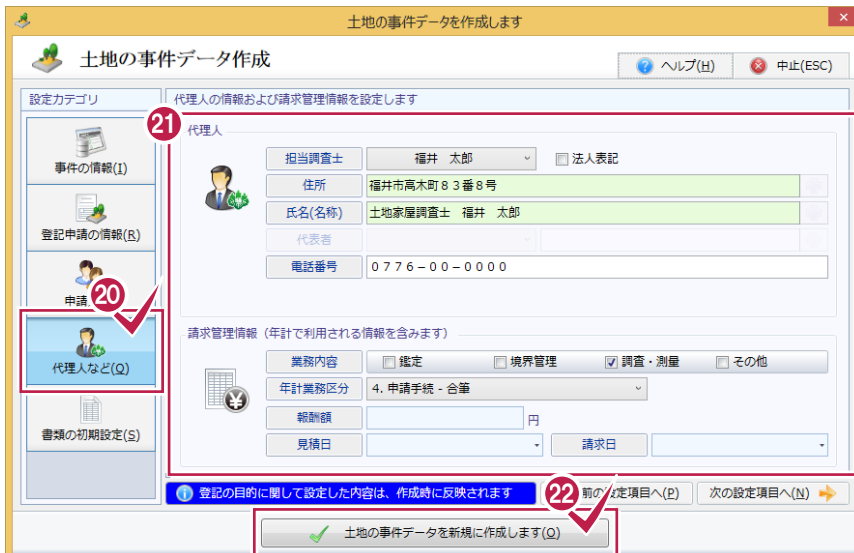 土地の事件データを作成します
土地の事件データ作成
ヘルプ(H)
中止(ESC)
設定カテゴリ
代理人の情報および請求管理情報を設定します
事件の情報(I)
登記申請の情報(R)
20
申請
代理人など(Q)
書類の初期設定(S)
21
代理人
担当調査士 福井 太郎 法人表記
住所 福井市高木町83番8号
氏名(名称) 土地家屋調査士 福井 太郎
代表者
電話番号 0776-00-0000
請求管理情報 (年計で利用される情報を含みます)
業務内容 鑑定 境界管理 調査・測量 その他
年計業務区分 4. 申請手続 - 合筆
報酬額 円
見積日 請求日
登記の目的に関して設定した内容は、作成時に反映されます
前の設定項目へ(P)
次の設定項目へ(N)
22
土地の事件データを新規に作成します(O)